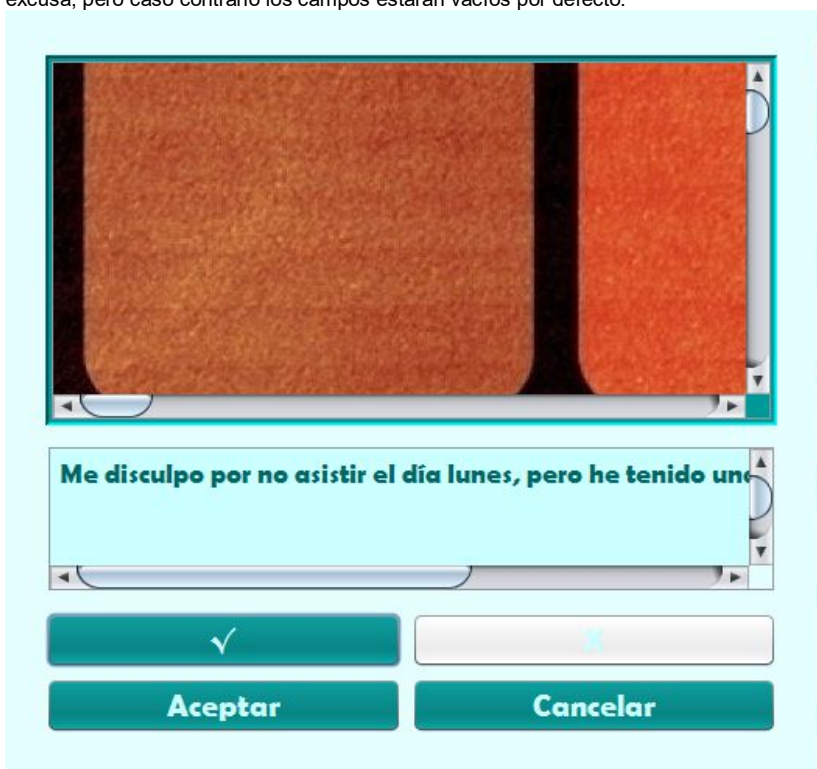 excusa, pero caso contrario los campos estarán vacíos por defecto.
Me disculpo por no asistir el día lunes, pero he tenido
√
X
Aceptar
Cancelar